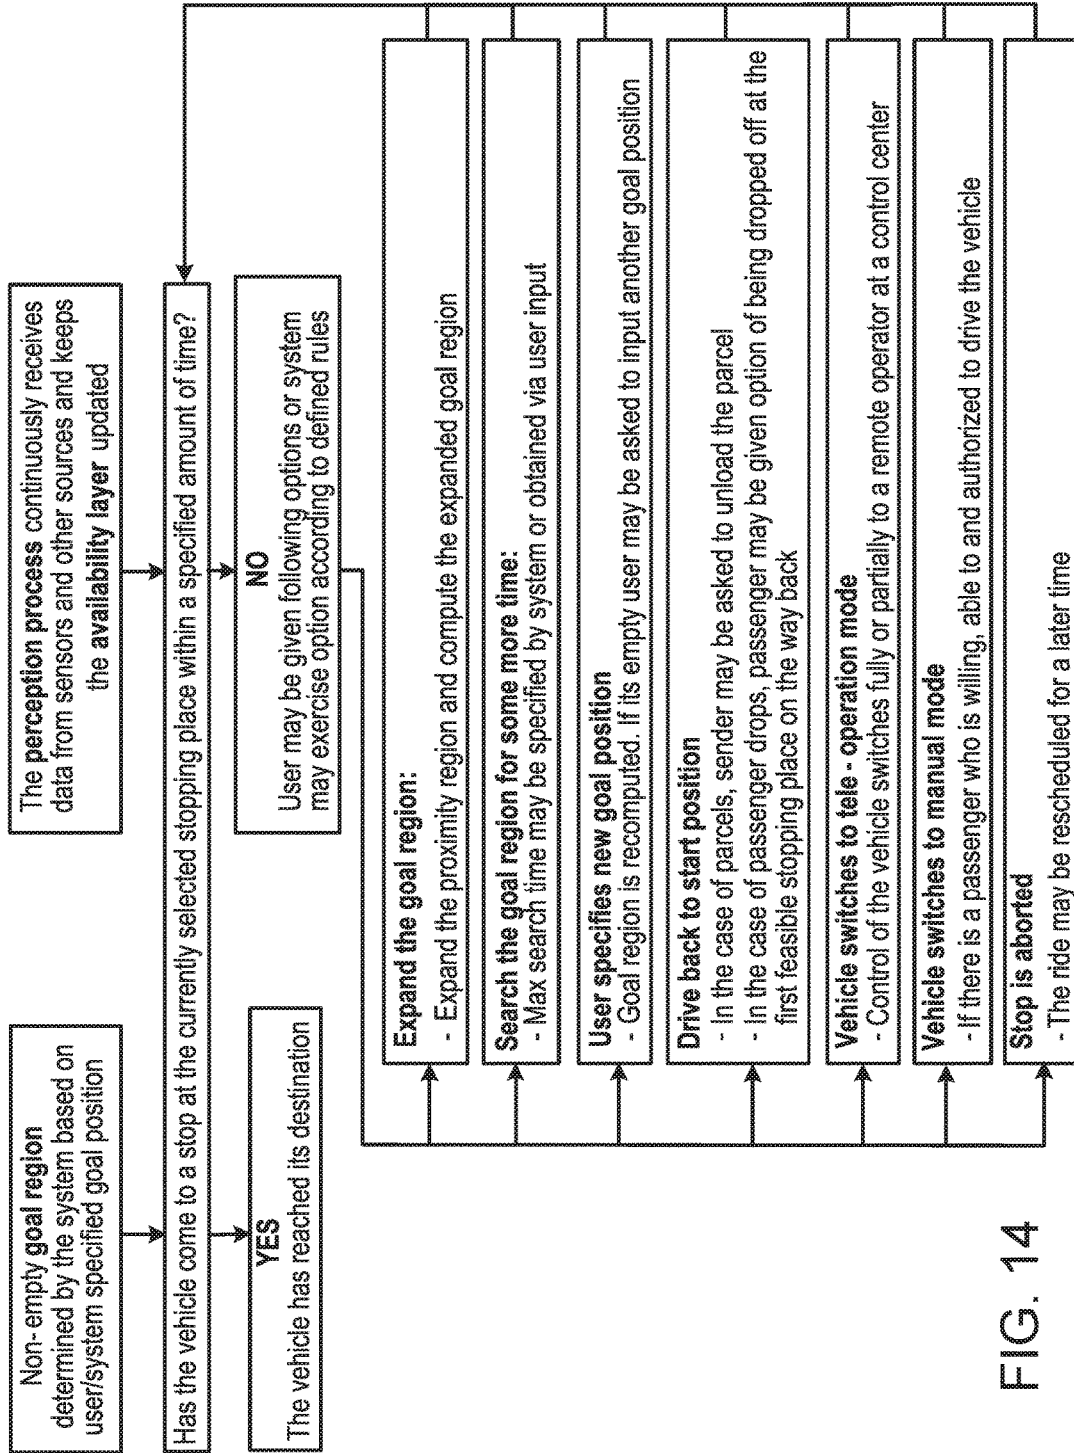 Non-empty goal region
determined by the system based on
user/system specified goal position
The perception process continuously receives
data from sensors and other sources and keeps
the availability layer updated
Has the vehicle come to a stop at the currently selected stopping place within a specified amount of time?
YES
The vehicle has reached its destination
NO
User may be given following options or system
may exercise option according to defined rules
Expand the goal region:
- Expand the proximity region and compute the expanded goal region
Search the goal region for some more time:
- Max search time may be specified by system or obtained via user input
User specifies new goal position
- Goal region is recomputed. If its empty user may be asked to input another goal position
Drive back to start position
- In the case of parcels, sender may be asked to unload the parcel
- In the case of passenger drops, passenger may be given option of being dropped off at the
first feasible stopping place on the way back
Vehicle switches to tele - operation mode
- Control of the vehicle switches fully or partially to a remote operator at a control center
Vehicle switches to manual mode
- If there is a passenger who is willing, able to and authorized to drive the vehicle
Stop is aborted
- The ride may be rescheduled for a later time
FIG. 14